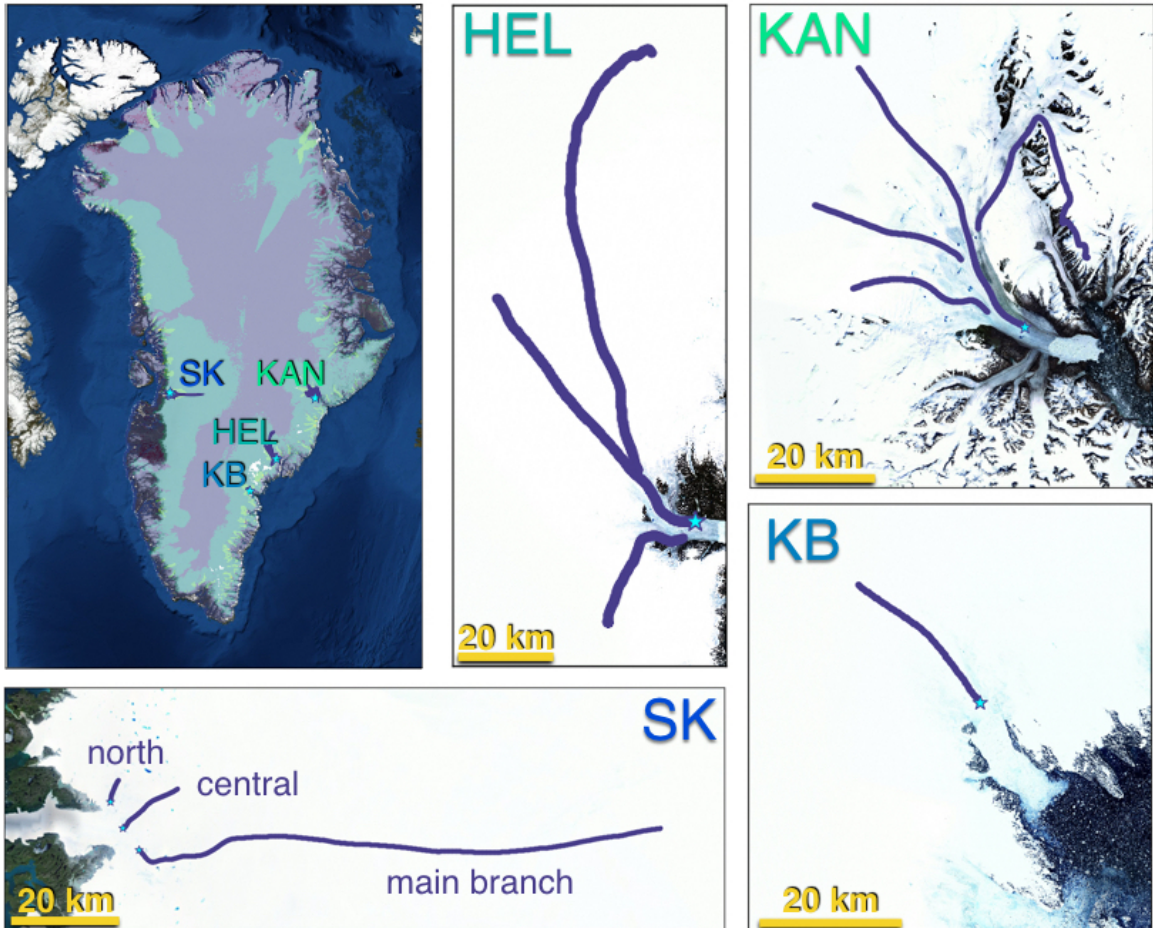 SK
KAN
HEL
KB
HEL
20 km
KAN
20 km
SK
north
central
main branch
20 km
KB
20 km